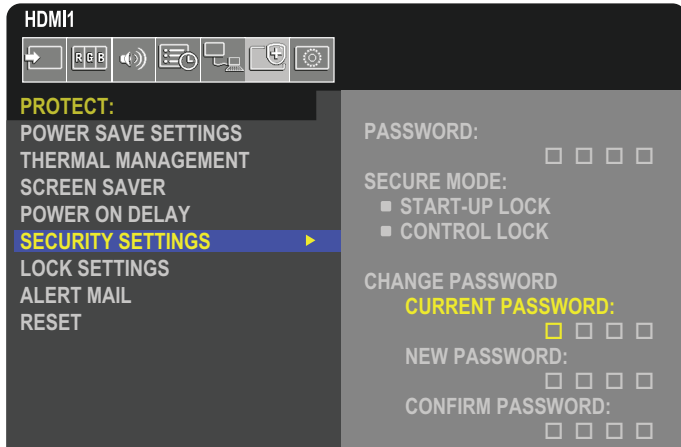 HDMI1
RGB
PROTECT:
POWER SAVE SETTINGS
THERMAL MANAGEMENT
SCREEN SAVER
POWER ON DELAY
SECURITY SETTINGS
LOCK SETTINGS
ALERT MAIL
RESET
PASSWORD:
SECURE MODE:
START-UP LOCK
CONTROL LOCK
CHANGE PASSWORD
CURRENT PASSWORD:
NEW PASSWORD:
CONFIRM PASSWORD: